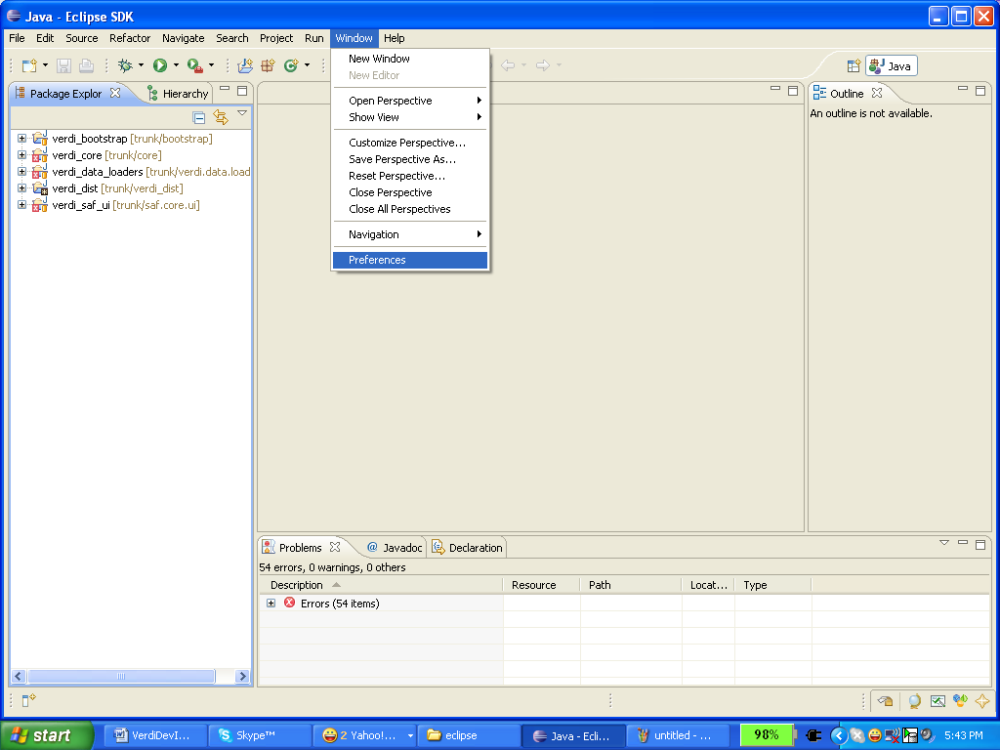 Java - Eclipse SDK
File Edit Source Refactor Navigate Search Project Run Window Help
Java
New Window
New Editor
Open Perspective
Show View
Customize Perspective...
Save Perspective As...
Reset Perspective...
Close Perspective
Close All Perspectives
Navigation
Preferences
Package Explor Hierarchy
verdi_bootstrap [trunk/bootstrap]
verdi_core [trunk/core]
verdi_data_loaders [trunk/verdi.data.load
verdi_dist [trunk/verdi_dist]
verdi_saf_ui [trunk/saf.core.ui]
Outline
An outline is not available.
Problems @ Javadoc Declaration
54 errors, 0 warnings, 0 others
Description Resource Path Locat... Type
Errors (54 items)
start VerdiDevI... Skype™ 2 Yahoo!... eclipse Java - Ecli... untitled - ... 98% 5:43 PM